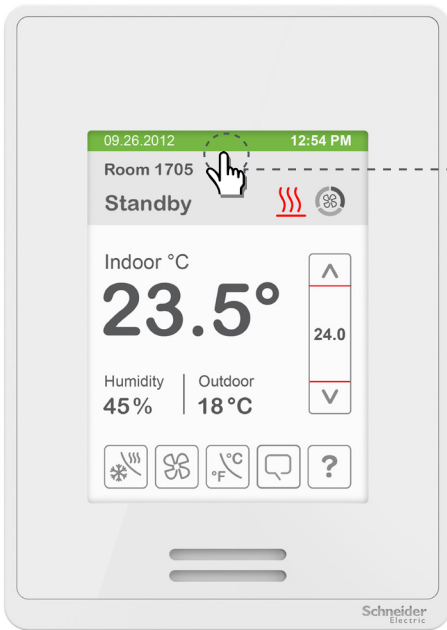 09.26.2012 12:54 PM
Room 1705
Standby
Indoor °C
23.5°
24.0
Humidity Outdoor
45% 18°C
°C
°F
?
Schneider
Electric